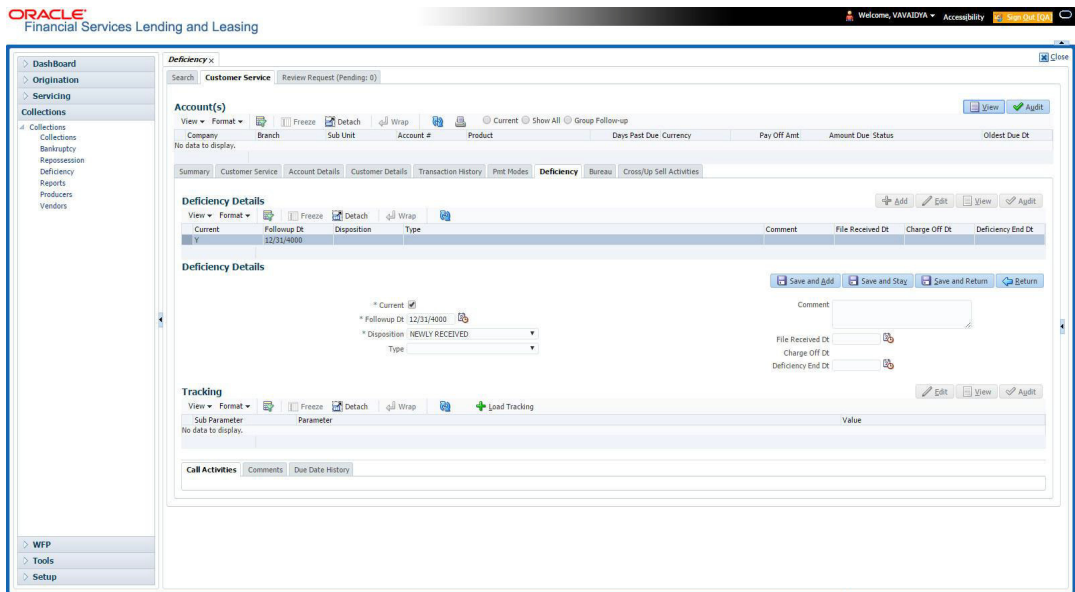 ORACLE
Financial Services Lending and Leasing
Welcome, VAVAIDYA Accessibility Sign Out [QA]
DashBoard
Origination
Servicing
Collections
Collections
Collections
Bankruptcy
Repossession
Deficiency
Reports
Producers
Vendors
WFP
Tools
Setup
Deficiency x Close
Search Customer Service Review Request (Pending: 0)
Account(s) View Audit
View Format Freeze Detach Wrap Current Show All Group Follow-up
Company Branch Sub Unit Account # Product Days Past Due Currency Pay Off Amt Amount Due Status Oldest Due Dt
No data to display.
Summary Customer Service Account Details Customer Details Transaction History Pmt Modes Deficiency Bureau Cross/Up Sell Activities
Deficiency Details Add Edit View Audit
View Format Freeze Detach Wrap
Current Followup Dt Disposition Type Comment File Received Dt Charge Off Dt Deficiency End Dt
Y 12/31/4000
Deficiency Details
Save and Add Save and Stay Save and Return Return
* Current Comment
* Followup Dt 12/31/4000
* Disposition NEWLY RECEIVED File Received Dt
Type Charge Off Dt
Deficiency End Dt
Tracking Edit View Audit
View Format Freeze Detach Wrap Load Tracking
Sub Parameter Parameter Value
No data to display.
Call Activities Comments Due Date History